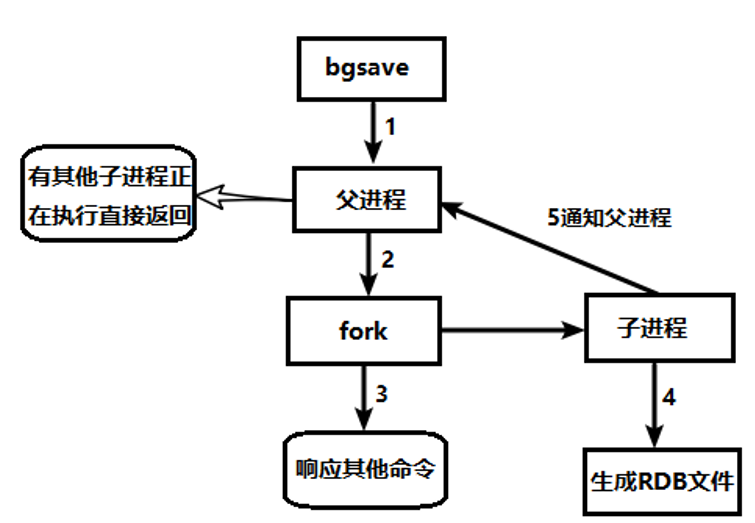 bgsave
1
有其他子进程正
在执行直接返回
父进程
5通知父进程
2
fork
子进程
3
4
响应其他命令
生成RDB文件